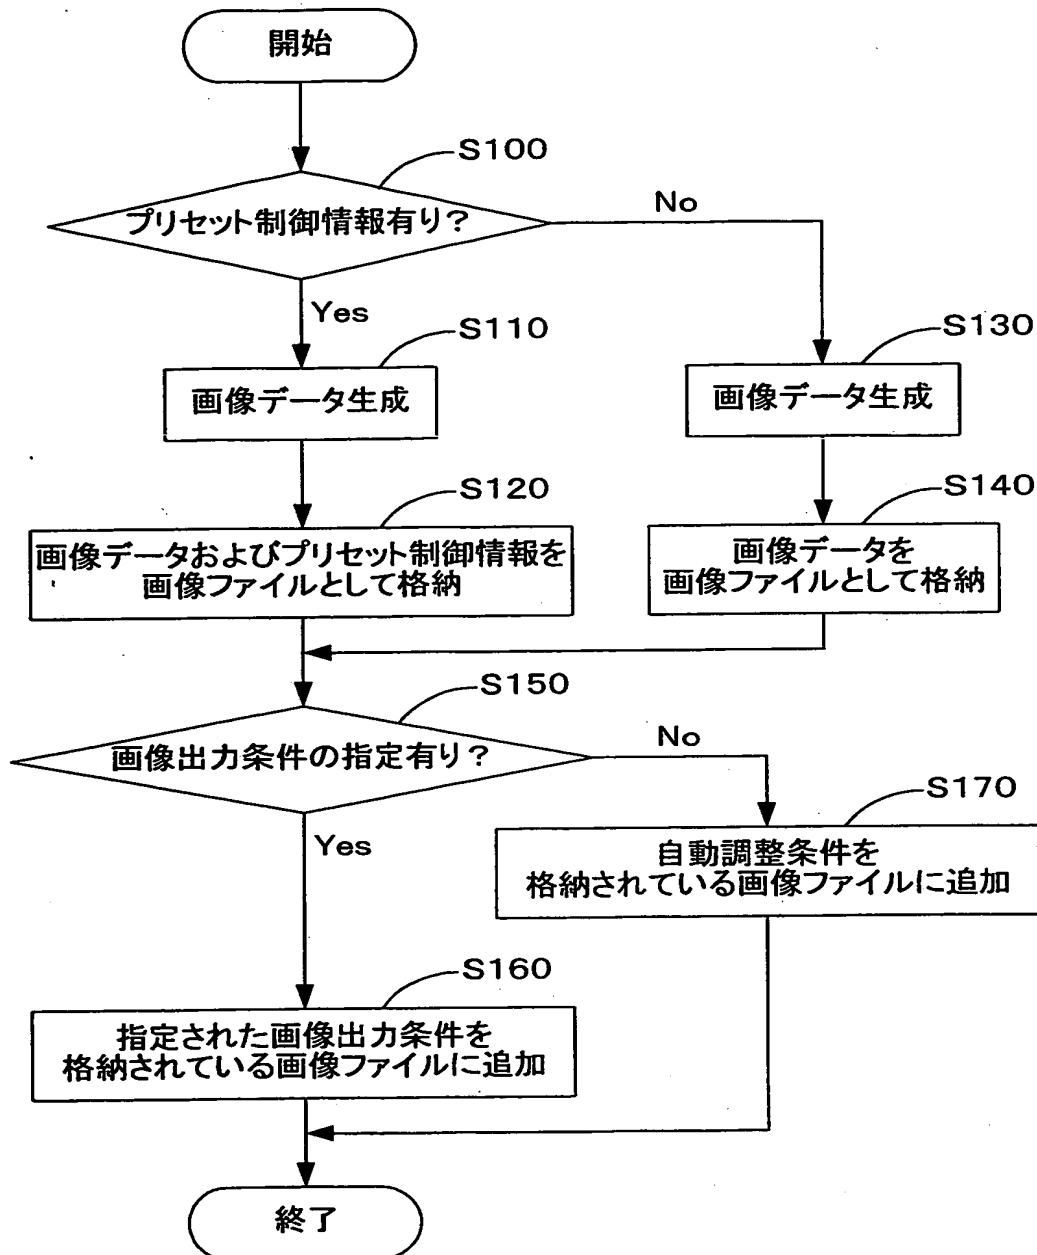 開始
S100
プリセット制御情報有り？
No
Yes
S110
画像データ生成
S130
画像データ生成
S120
画像データおよびプリセット制御情報を
画像ファイルとして格納
S140
画像データを
画像ファイルとして格納
S150
画像出力条件の指定有り？
No
Yes
S170
自動調整条件を
格納されている画像ファイルに追加
S160
指定された画像出力条件を
格納されている画像ファイルに追加
終了